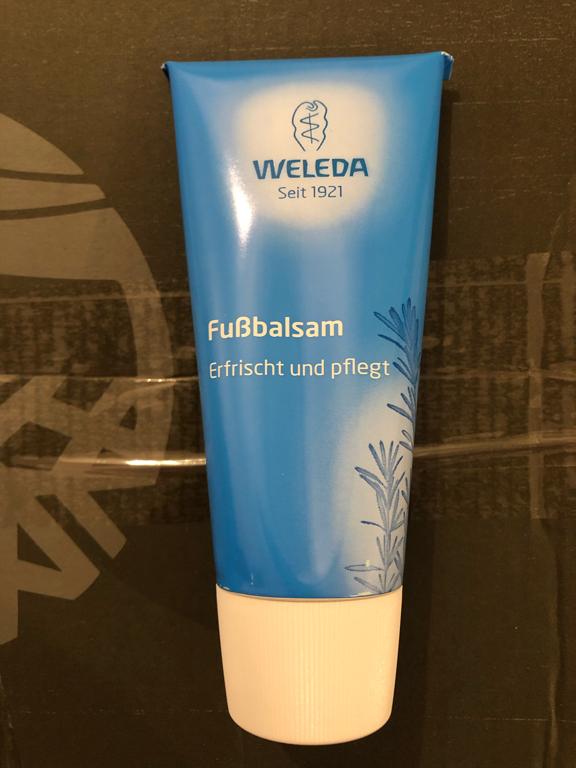 WELEDA
Seit 1921
Fußbalsam
Erfrischt und pflegt